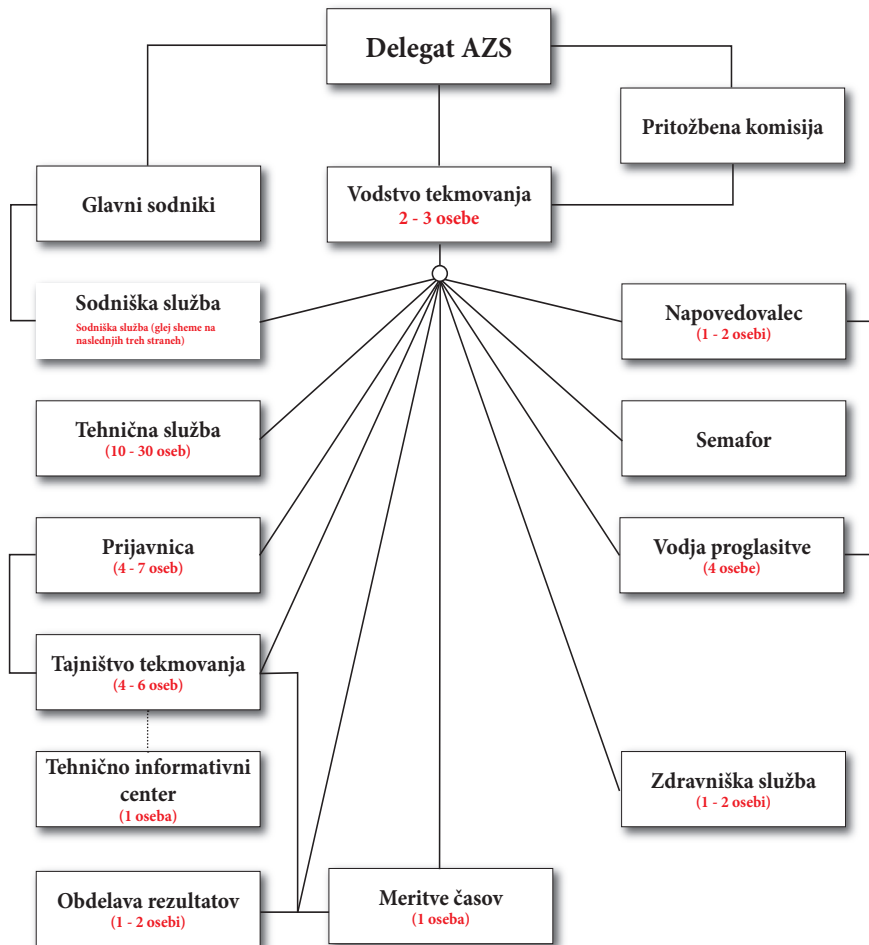 Delegat AZS
Pritožbena komisija
Glavni sodniki
Vodstvo tekmovanja
2 - 3 osebe
Sodniška služba
Sodniška služba (glej sheme na
naslednjih treh straneh)
Napovedovalec
(1 - 2 osebi)
Tehnična služba
(10 - 30 oseb)
Semafor
Prijavnica
(4 - 7 oseb)
Vodja proglasitve
(4 osebe)
Tajništvo tekmovanja
(4 - 6 oseb)
Tehnično informativni
center
(1 oseba)
Zdravniška služba
(1 - 2 osebi)
Obdelava rezultatov
(1 - 2 osebi)
Meritve časov
(1 oseba)